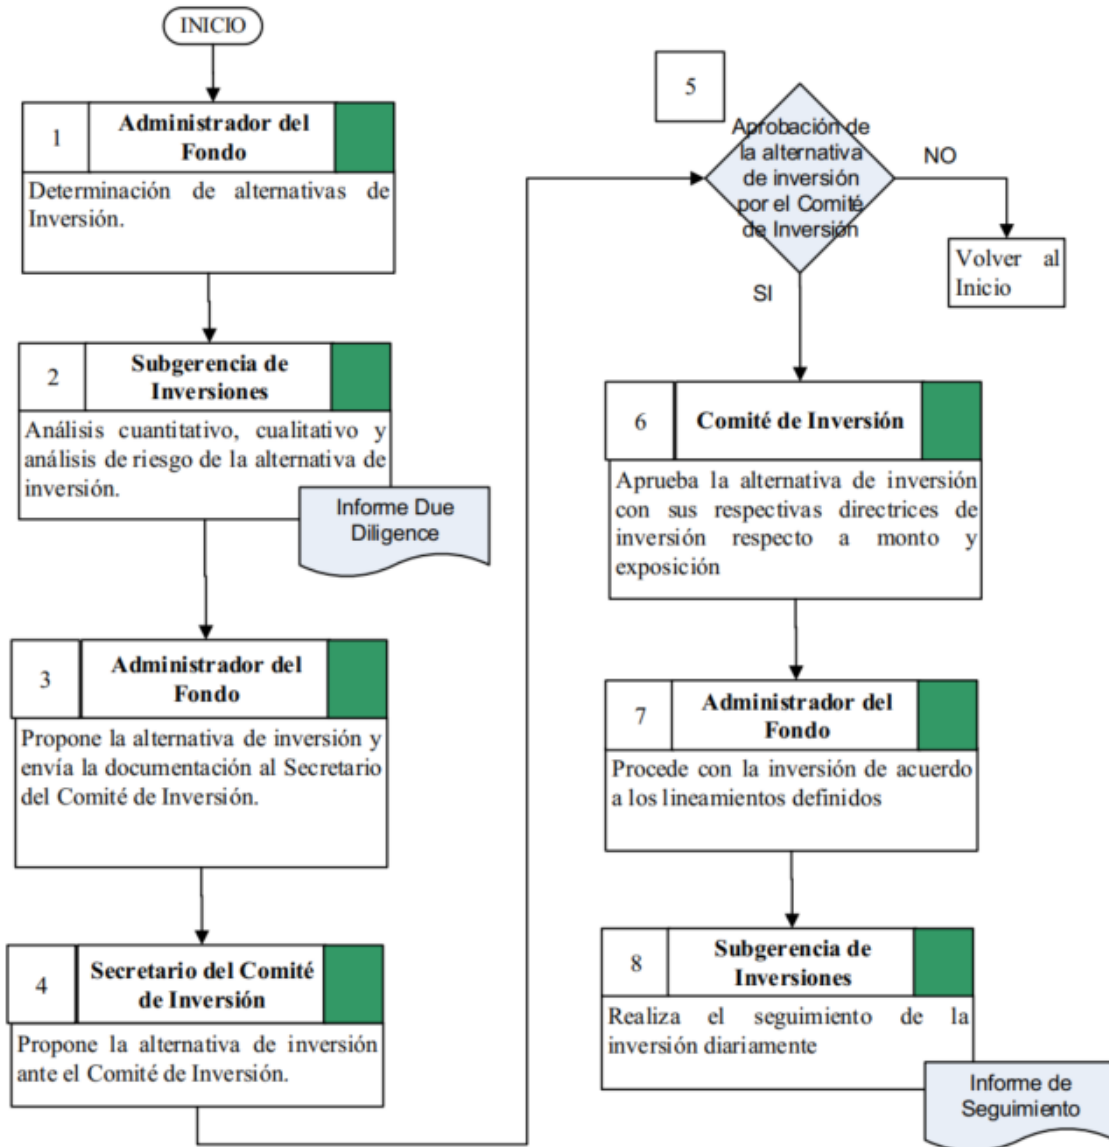 INICIO
1
Administrador del
Fondo
Determinación de alternativas de
Inversión.
2
Subgerencia de
Inversiones
Análisis cuantitativo, cualitativo y
análisis de riesgo de la alternativa de
inversión.
Informe Due
Diligence
3
Administrador del
Fondo
Propone la alternativa de inversión y
envía la documentación al Secretario
del Comité de Inversión.
4
Secretario del Comité
de Inversión
Propone la alternativa de inversión
ante el Comité de Inversión.
5
Aprobación de
la alternativa
de inversión
por el Comité
de Inversión
NO
Volver al
Inicio
SI
6
Comité de Inversión
Aprueba la alternativa de inversión
con sus respectivas directrices de
inversión respecto a monto y
exposición
7
Administrador del
Fondo
Procede con la inversión de acuerdo
a los lineamientos definidos
8
Subgerencia de
Inversiones
Realiza el seguimiento de la
inversión diariamente
Informe de
Seguimiento